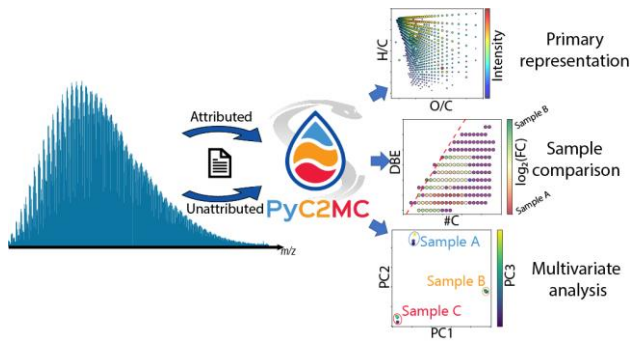 Attributed
Unattributed
m/z
PyC2MC
H/C
O/C
Intensity
Primary
representation
DBE
#C
Sample B
log₂(FC)
Sample A
Sample
comparison
Sample A
Sample B
Sample C
PC2
PC1
PC3
Multivariate
analysis